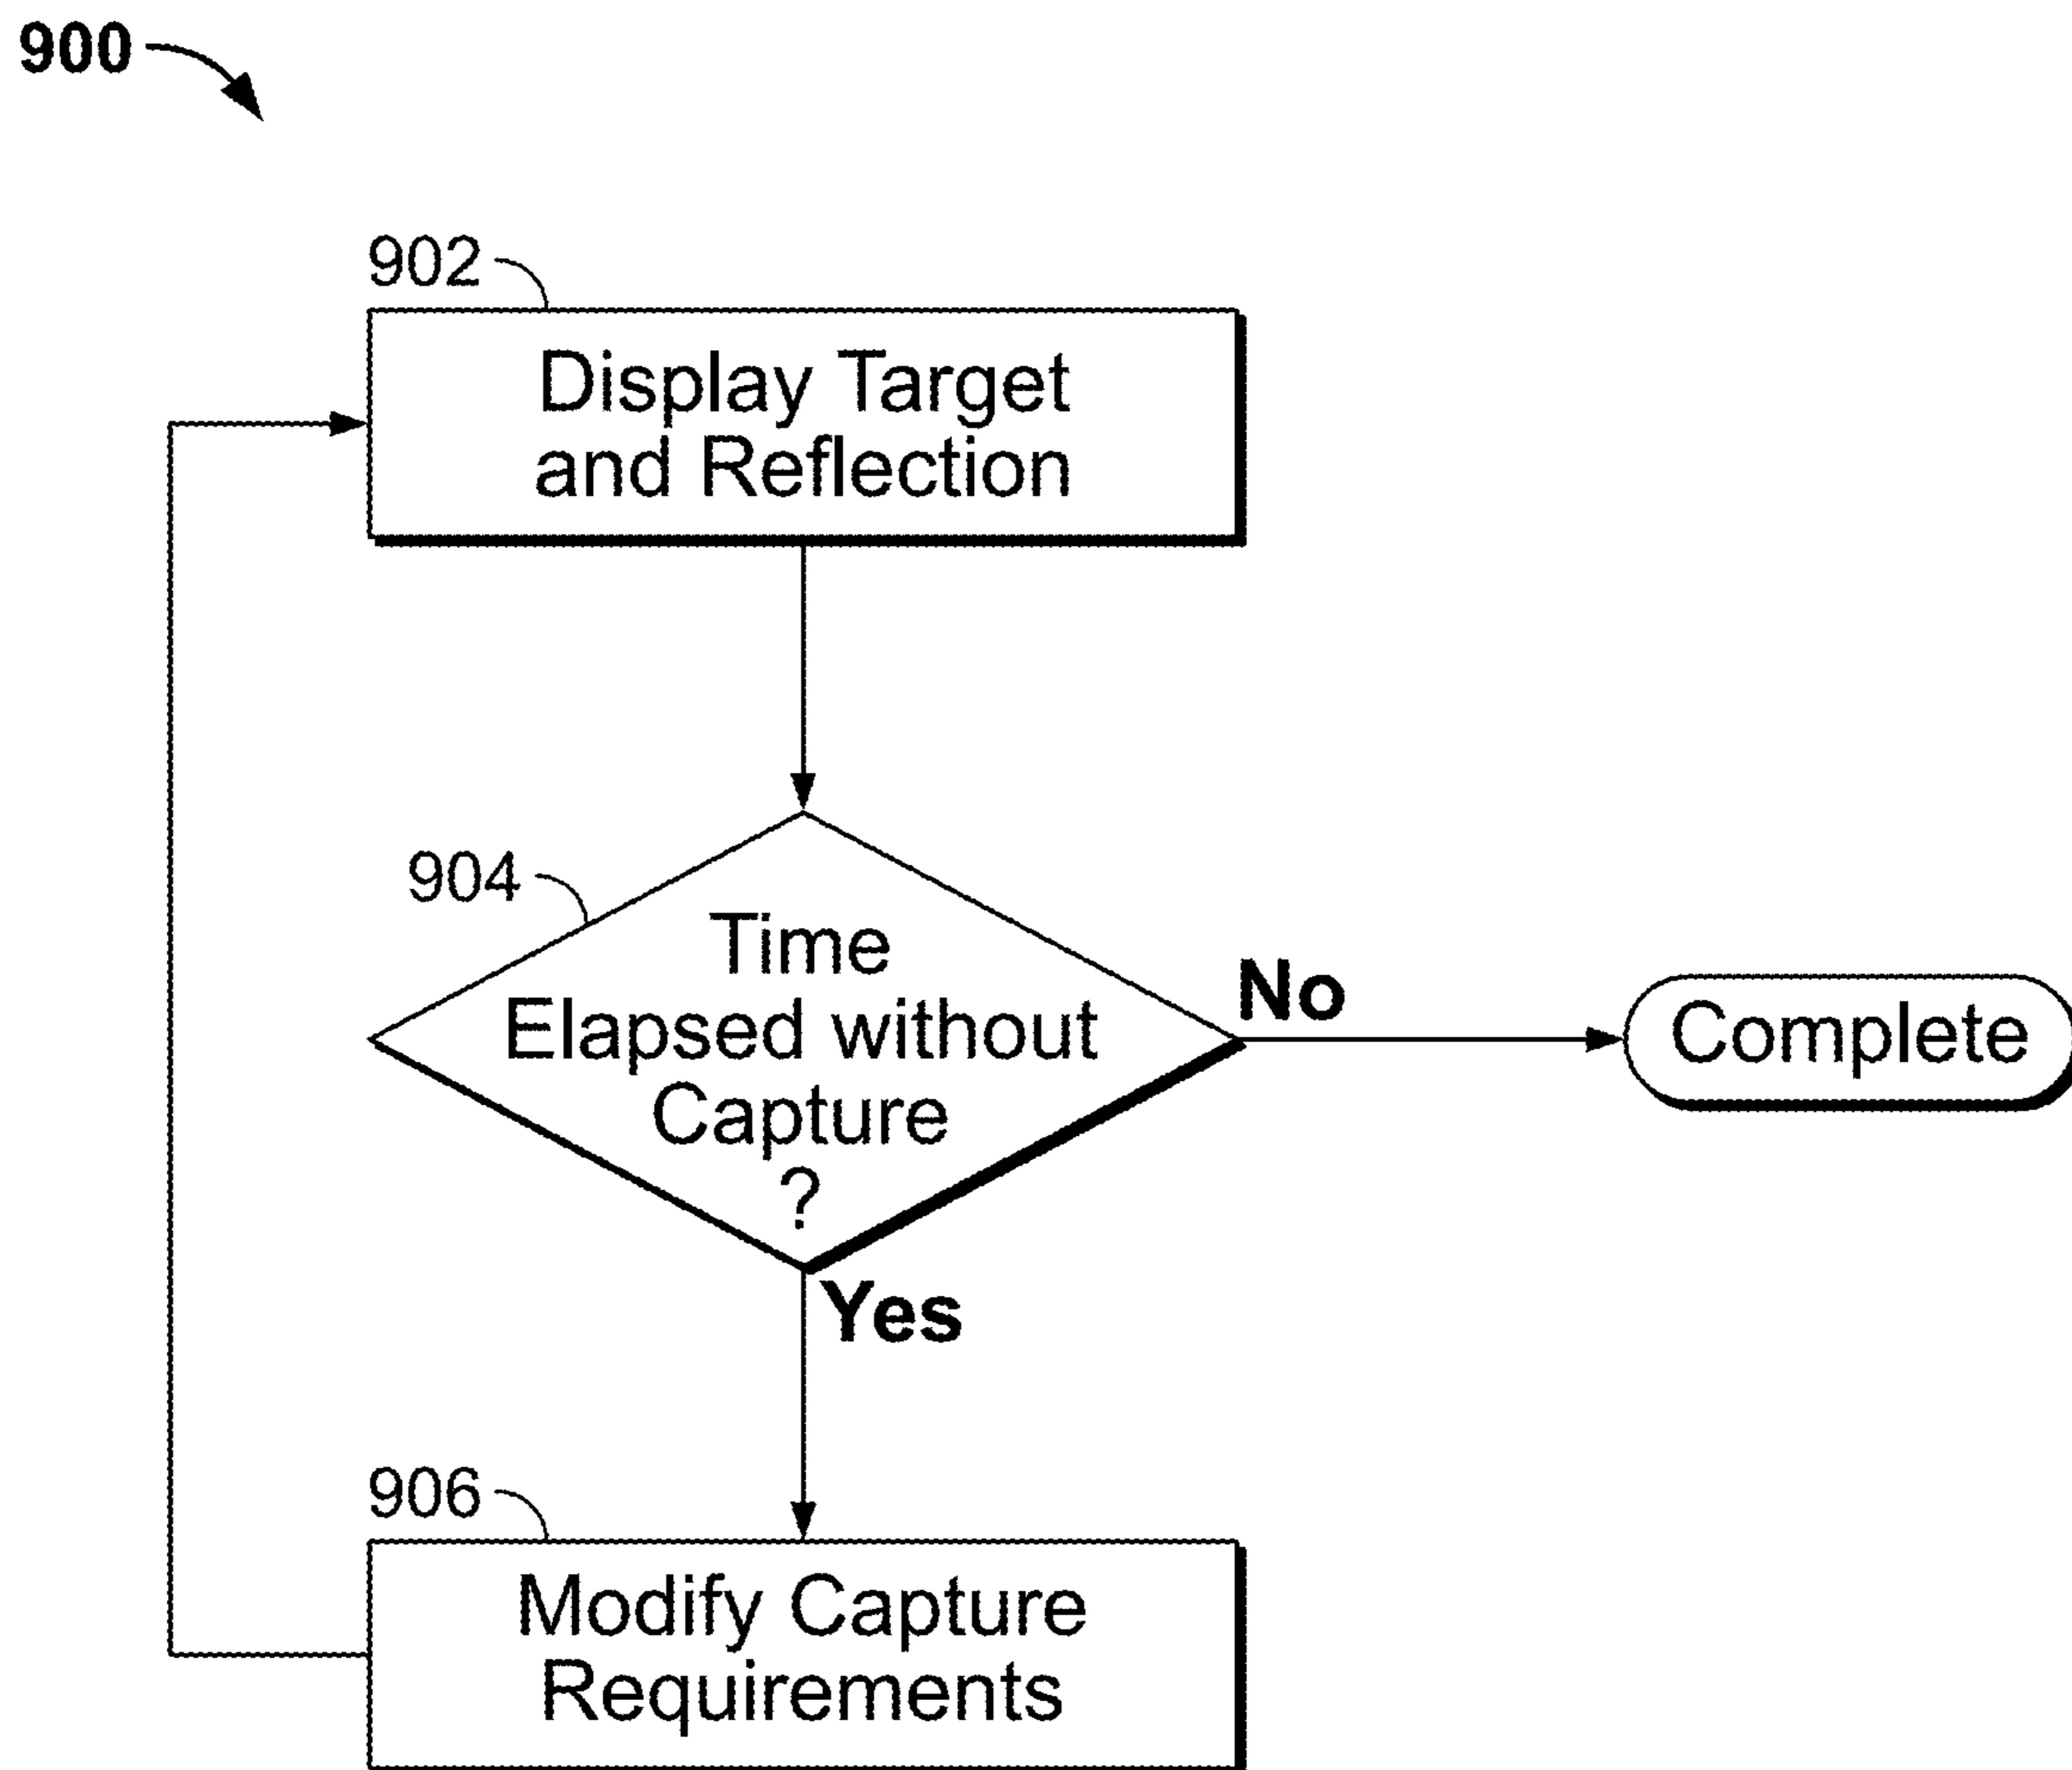 900
902
Display Target
and Reflection
904
Time
Elapsed without
Capture
?
No
Complete
Yes
906
Modify Capture
Requirements